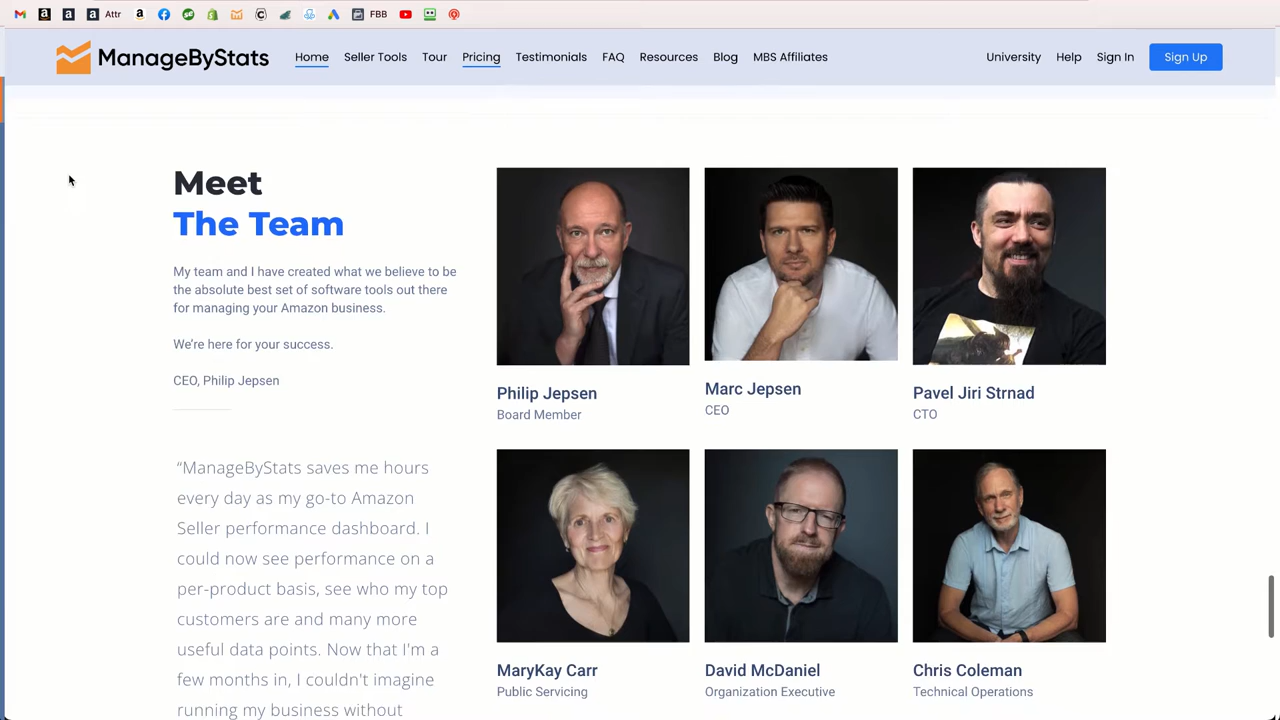 Attr
FBB
ManageByStats
Home
Seller Tools
Tour
Pricing
Testimonials
FAQ
Resources
Blog
MBS Affiliates
University
Help
Sign In
Sign Up
Meet
The Team
My team and I have created what we believe to be
the absolute best set of software tools out there
for managing your Amazon business.
We're here for your success.
CEO, Philip Jepsen
“ManageByStats saves me hours
every day as my go-to Amazon
Seller performance dashboard. I
could now see performance on a
per-product basis, see who my top
customers are and many more
useful data points. Now that I'm a
few months in, I couldn't imagine
running my business without
Philip Jepsen
Board Member
Marc Jepsen
CEO
Pavel Jiri Strnad
CTO
MaryKay Carr
Public Servicing
David McDaniel
Organization Executive
Chris Coleman
Technical Operations